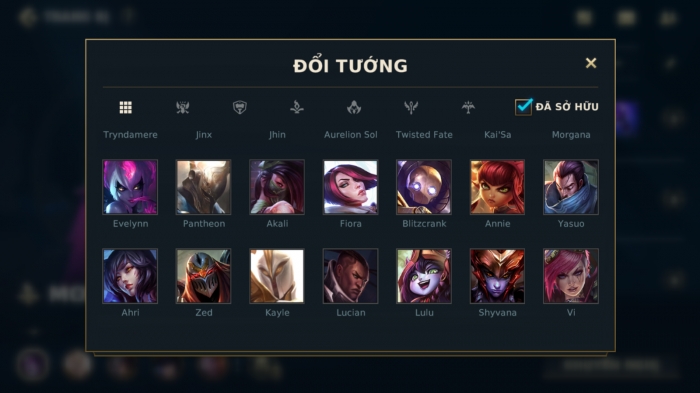 ĐỔI TƯỚNG
ĐÃ SỞ HỮU
Tryndamere Jinx Jhin Aurelion Sol Twisted Fate Kai'Sa Morgana
Evelynn Pantheon Akali Fiora Blitzcrank Annie Yasuo
Ahri Zed Kayle Lucian Lulu Shyvana Vi